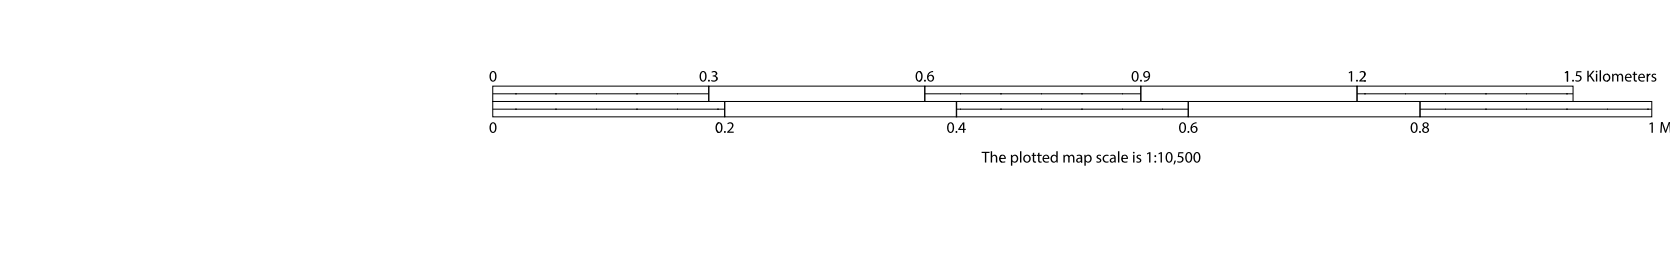 0 0.3 0.6 0.9 1.2 1.5 Kilometers
0 0.2 0.4 0.6 0.8 1 M
The plotted map scale is 1:10,500